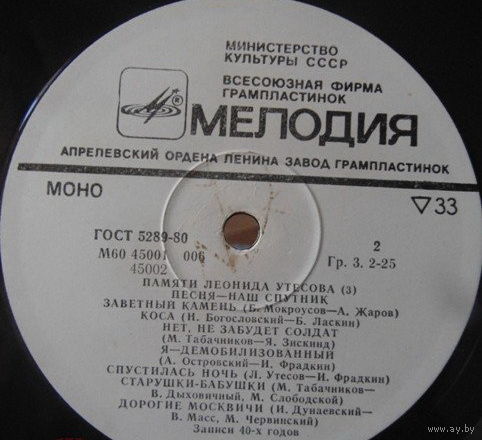 МИНИСТЕРСТВО
КУЛЬТУРЫ СССР
ВСЕСОЮЗНАЯ ФИРМА
ГРАМПЛАСТИНОК
®
МЕЛОДИЯ
АПРЕЛЕВСКИЙ ОРДЕНА ЛЕНИНА ЗАВОД ГРАМПЛАСТИНОК
МОНО
▽33
ГОСТ 5289-80
2
М60 45001 006
45002
Гр. 3. 2-25
ПАМЯТИ ЛЕОНИДА УТЕСОВА (3)
ПЕСНЯ—НАШ СПУТНИК
ЗАВЕТНЫЙ КАМЕНЬ (Б. Мокроусов—А. Жаров)
КОСА (Н. Богословский—Б. Ласкин)
НЕТ, НЕ ЗАБУДЕТ СОЛДАТ
(М. Табачников—Я. Зискинд)
Я—ДЕМОБИЛИЗОВАННЫЙ
(А. Островский—И. Фрадкин)
СПУСТИЛАСЬ НОЧЬ (Л. Утесов—И. Фрадкин)
СТАРУШКИ-БАБУШКИ (М. Табачников—
В. Дыховичный, М. Слободской)
ДОРОГИЕ МОСКВИЧИ (И. Дунаевский—
В. Масс, М. Червинский)
Записи 40-х годов
www.ay.by